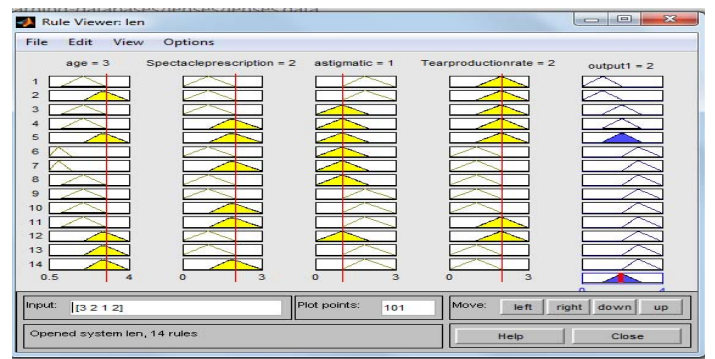 Rule Viewer: len
File Edit View Options
age = 3 Spectacleprescription = 2 astigmatic = 1 Tearproductionrate = 2 output1 = 2
1
2
3
4
5
6
7
8
9
10
11
12
13
14
0.5 4 0 3 0 3 0 3
0 4
Input: [3 2 1 2] Plot points: 101 Move: left right down up
Opened system len, 14 rules Help Close